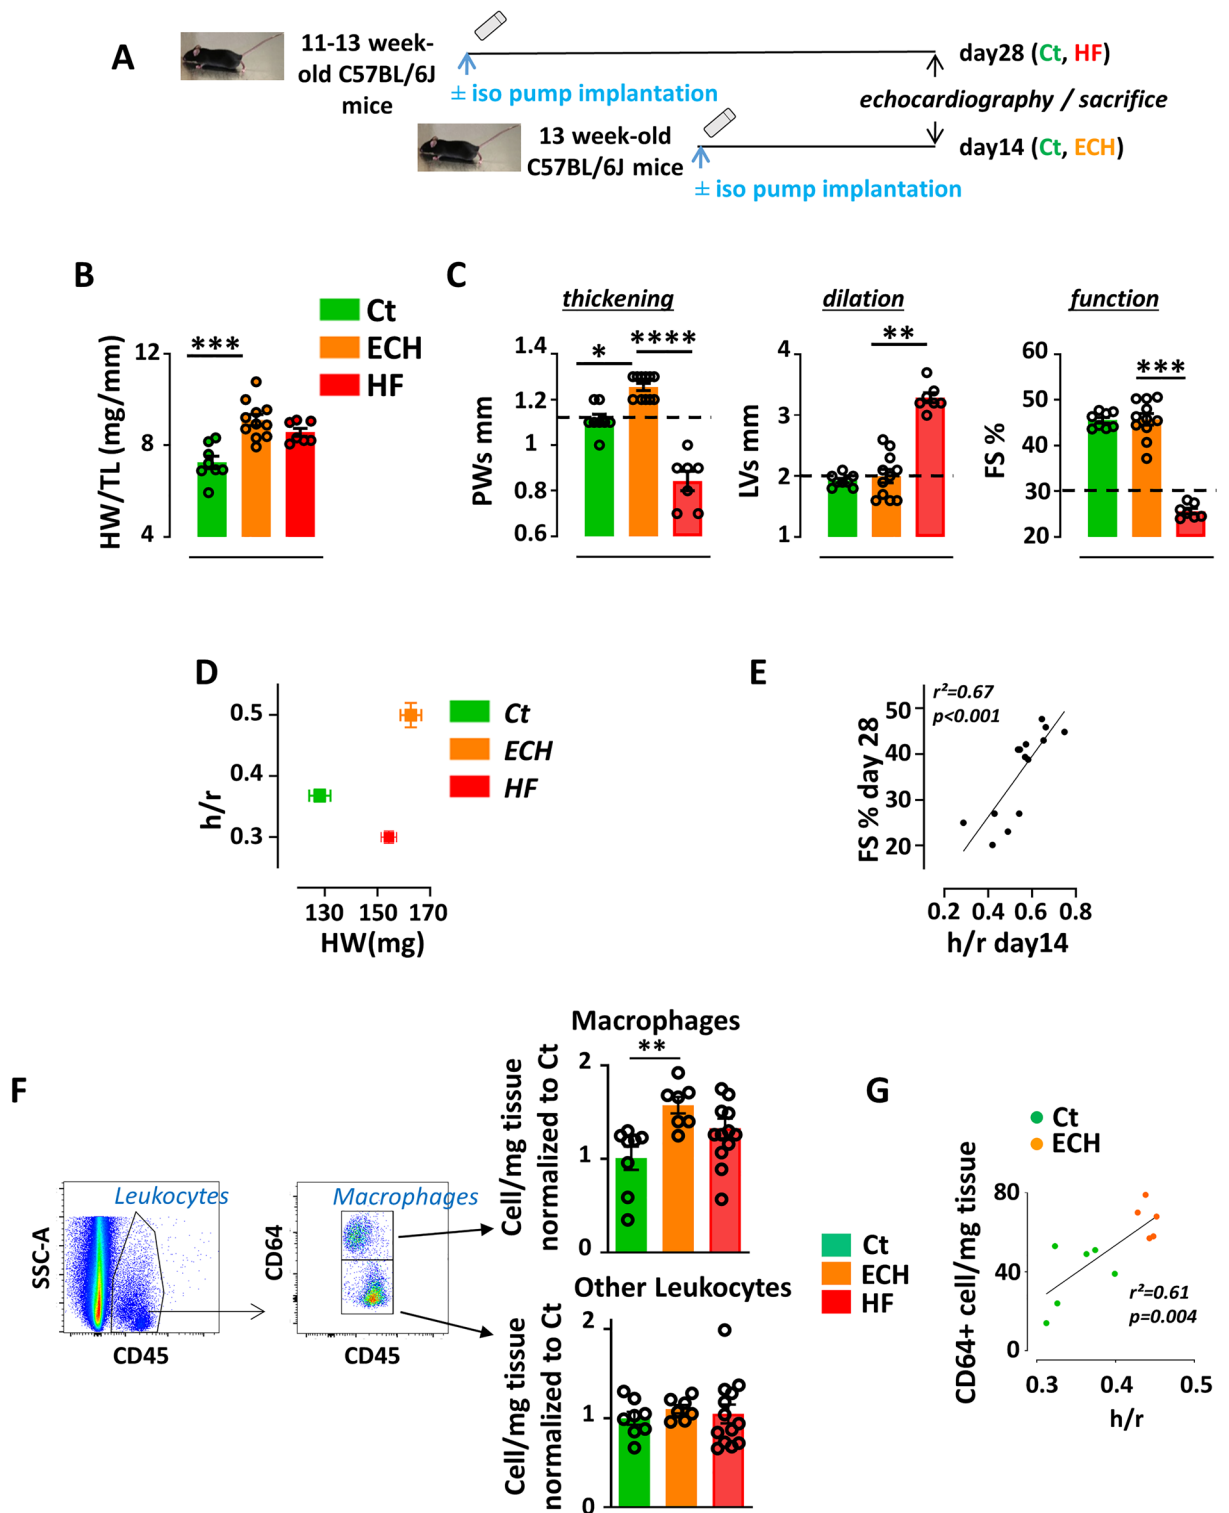 A
11-13 week-
old C57BL/6J
mice
± iso pump implantation
day28 (Ct, HF)
echocardiography / sacrifice
13 week-old
C57BL/6J mice
± iso pump implantation
day14 (Ct, ECH)
B
Ct
ECH
HF
HW/TL (mg/mm)
12
8
4
***
C
thickening
PWs mm
1.4
1.2
1
0.8
0.6
*
****
dilation
LVs mm
4
3
2
1
**
function
FS %
60
50
40
30
20
***
D
h/r
0.5
0.4
0.3
130 150 170
HW(mg)
Ct
ECH
HF
E
r²=0.67
p<0.001
FS % day 28
50
40
30
20
0.2 0.4 0.6 0.8
h/r day14
F
Leukocytes
SSC-A
CD45
Macrophages
CD64
CD45
Macrophages
**
Cell/mg tissue
normalized to Ct
2
1
0
Other Leukocytes
Cell/mg tissue
normalized to Ct
2
1
0
Ct
ECH
HF
G
Ct
ECH
CD64+ cell/mg tissue
80
40
0
r²=0.61
p=0.004
0.3 0.4 0.5
h/r